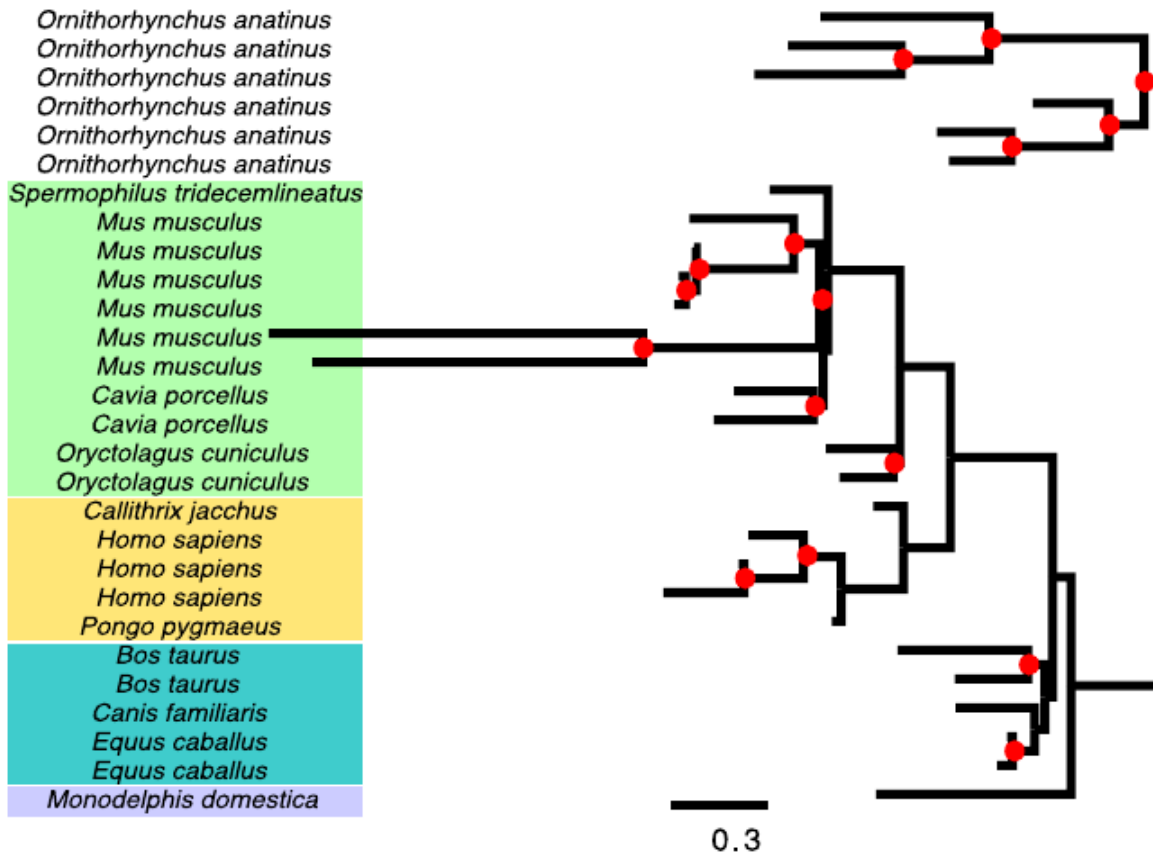 Ornithorhynchus anatinus
Ornithorhynchus anatinus
Ornithorhynchus anatinus
Ornithorhynchus anatinus
Ornithorhynchus anatinus
Ornithorhynchus anatinus
Spermophilus tridecemlineatus
Mus musculus
Mus musculus
Mus musculus
Mus musculus
Mus musculus
Mus musculus
Cavia porcellus
Cavia porcellus
Oryctolagus cuniculus
Oryctolagus cuniculus
Callithrix jacchus
Homo sapiens
Homo sapiens
Homo sapiens
Pongo pygmaeus
Bos taurus
Bos taurus
Canis familiaris
Equus caballus
Equus caballus
Monodelphis domestica
0.3